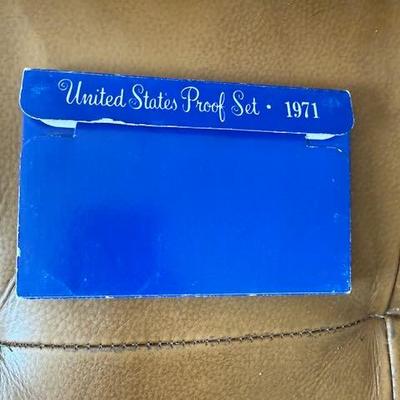 United States Proof Set • 1971